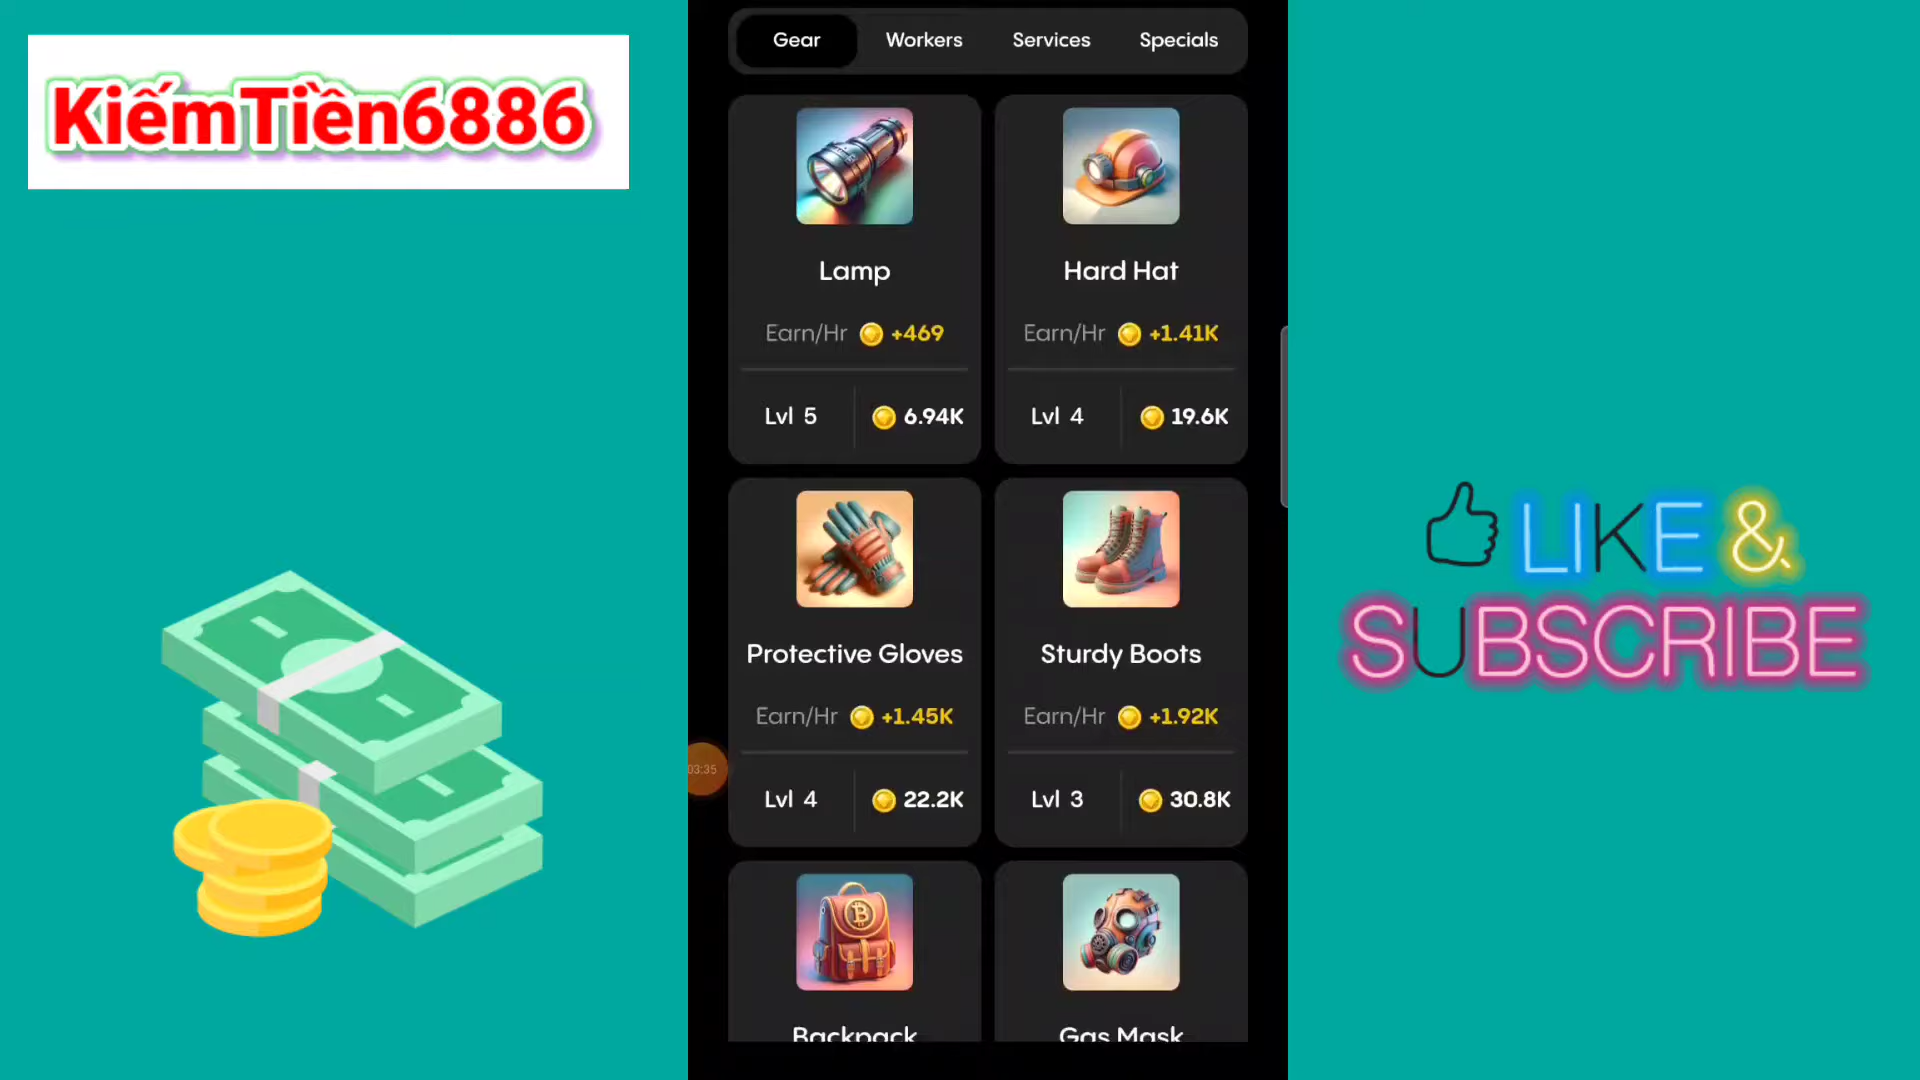 KiếmTiền6886
Gear Workers Services Specials
Lamp
Earn/Hr +469
Lvl 5 6.94K
Hard Hat
Earn/Hr +1.41K
Lvl 4 19.6K
Protective Gloves
Earn/Hr +1.45K
Lvl 4 22.2K
Sturdy Boots
Earn/Hr +1.92K
Lvl 3 30.8K
03:35
B
Backpack
Gas Mask
LIKE &
SUBSCRIBE